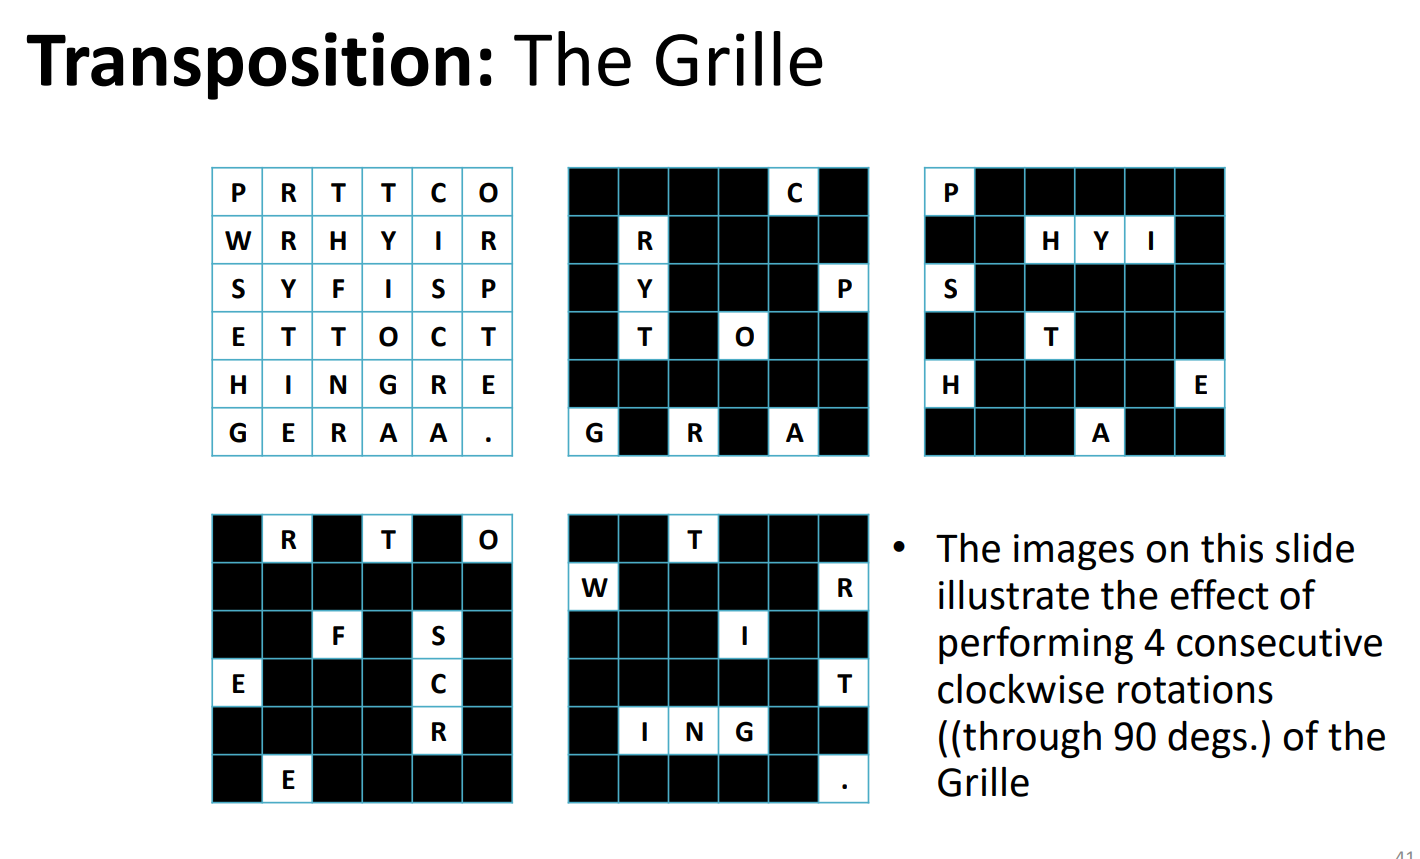 Transposition: The Grille
P R T T C O
W R H Y I R
S Y F I S P
E T T O C T
H I N G R E
G E R A A .
C
R
Y P
T O
G R A
P
H Y I
S
T
H E
A
R T O
F S
E C
R
E
T
W R
I
T
I N G
.
• The images on this slide
illustrate the effect of
performing 4 consecutive
clockwise rotations
((through 90 degs.) of the
Grille
41